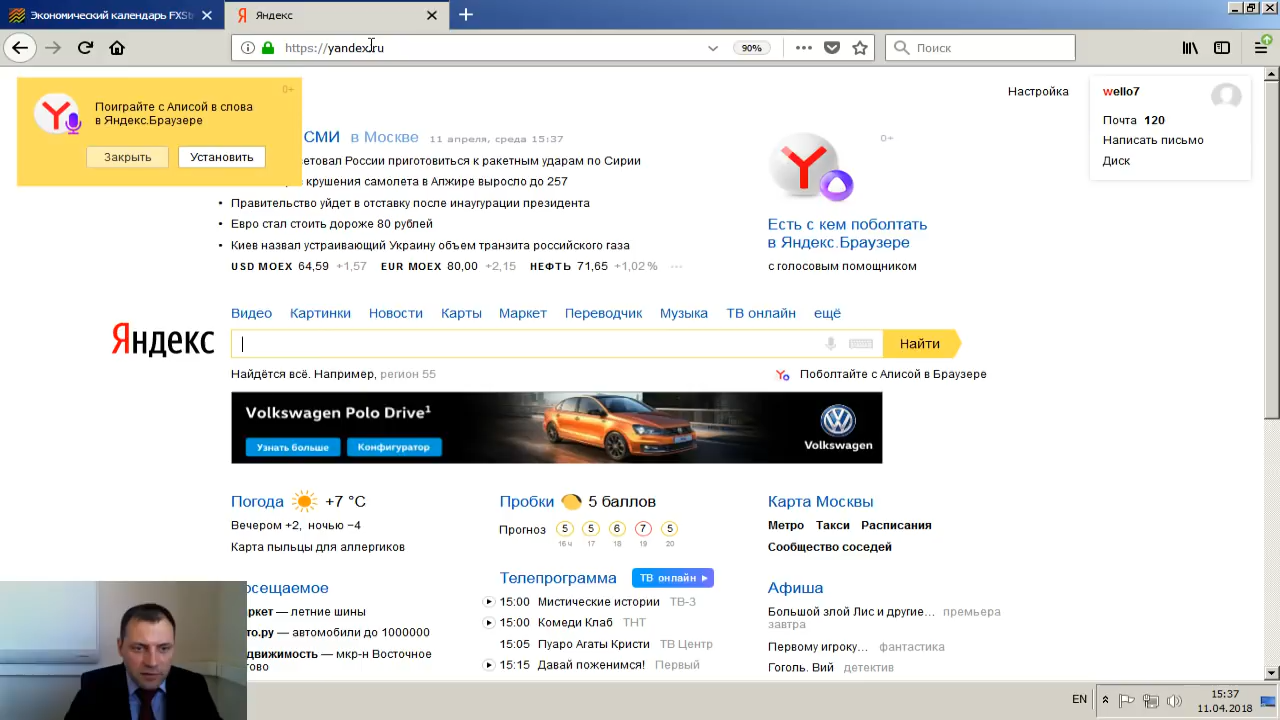 Экономический календарь FXSt
Яндекс
https://yandex.ru
90%
Поиск
0+
Поиграйте с Алисой в слова
в Яндекс.Браузере
Закрыть
Установить
СМИ в Москве 11 апреля, среда 15:37
етовал России приготовиться к ракетным ударам по Сирии
крушения самолета в Алжире выросло до 257
Правительство уйдет в отставку после инаугурации президента
Евро стал стоить дороже 80 рублей
Киев назвал устраивающий Украину объем транзита российского газа
USD MOEX 64,59 +1,57 EUR MOEX 80,00 +2,15 НЕФТЬ 71,65 +1,02 %
0+
Есть с кем поболтать
в Яндекс.Браузере
с голосовым помощником
Настройка
wello7
Почта 120
Написать письмо
Диск
Видео Картинки Новости Карты Маркет Переводчик Музыка ТВ онлайн ещё
Яндекс
Найти
Найдётся всё. Например, регион 55
Поболтайте с Алисой в Браузере
Volkswagen Polo Drive¹
Узнать больше
Конфигуратор
Volkswagen
Погода +7 °C
Вечером +2, ночью −4
Карта пыльцы для аллергиков
Пробки 5 баллов
Прогноз 5 5 6 7 5
16 ч 17 18 19 20
Карта Москвы
Метро Такси Расписания
Сообщество соседей
осещаемое
ркет — летние шины
то.ру — автомобили до 1000000
движимость — мкр-н Восточное
гово
Телепрограмма ТВ онлайн
15:00 Мистические истории ТВ-3
15:00 Комеди Клаб ТНТ
15:05 Пуаро Агаты Кристи ТВ Центр
15:15 Давай поженимся! Первый
Афиша
Большой злой Лис и другие… премьера
завтра
Первому игроку… фантастика
Гоголь. Вий детектив
EN
15:37
11.04.2018